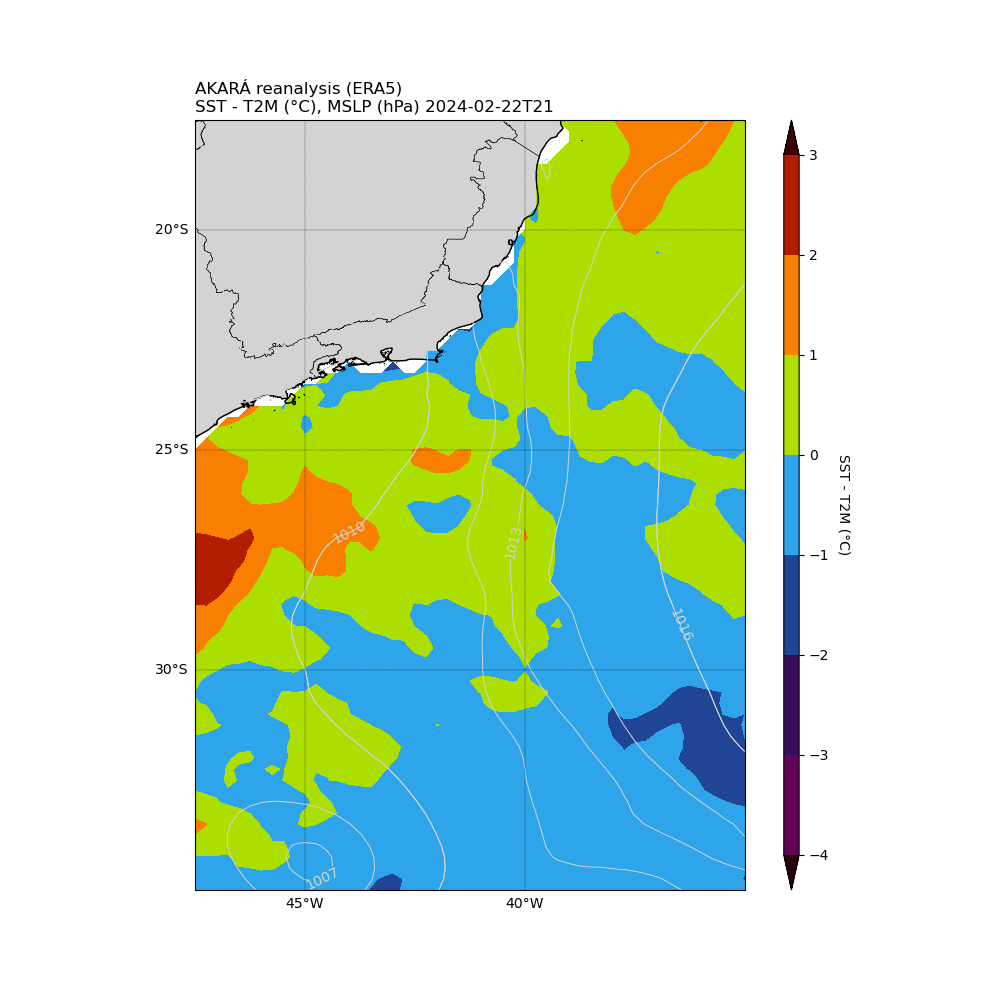 AKARÁ reanalysis (ERA5)
SST - T2M (°C), MSLP (hPa) 2024-02-22T21
20°S
25°S
30°S
45°W
40°W
1010
1013
1016
1007
3
2
1
0
−1
−2
−3
−4
SST - T2M (°C)